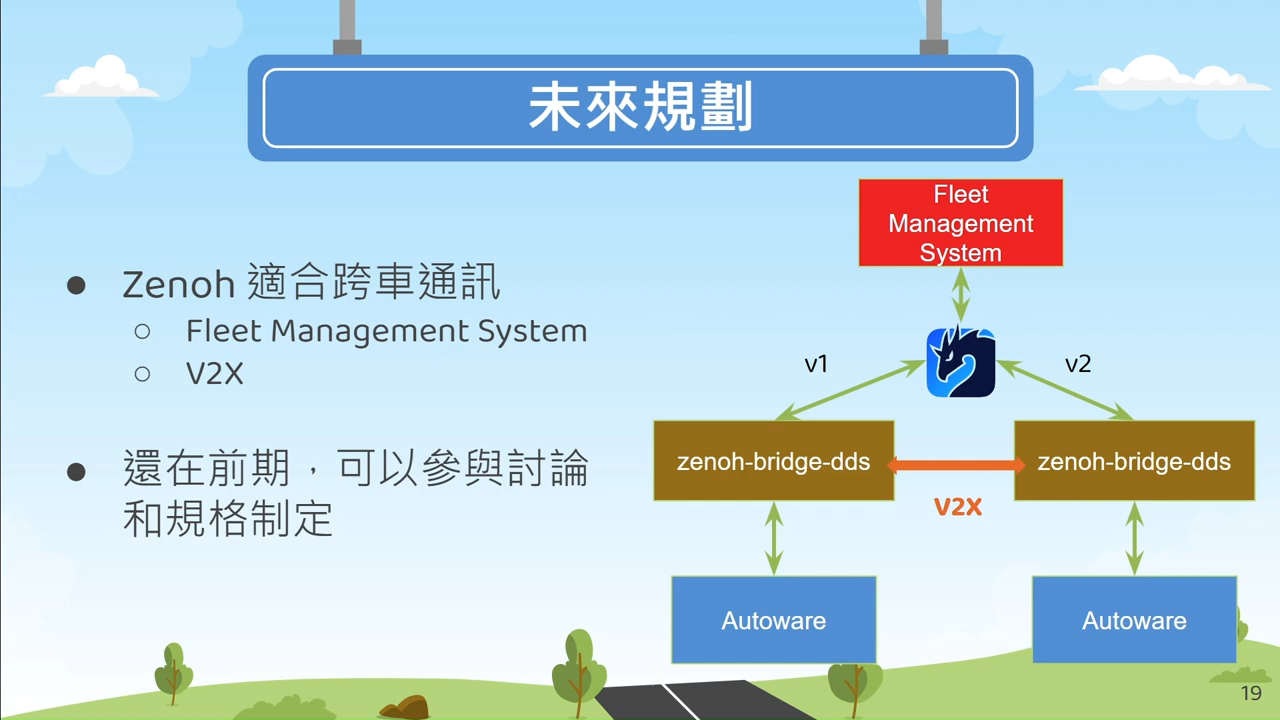 未來規劃
Zenoh 適合跨車通訊
Fleet Management System
V2X
還在前期，可以參與討論
和規格制定
Fleet
Management
System
v1
v2
zenoh-bridge-dds
zenoh-bridge-dds
V2X
Autoware
Autoware
19